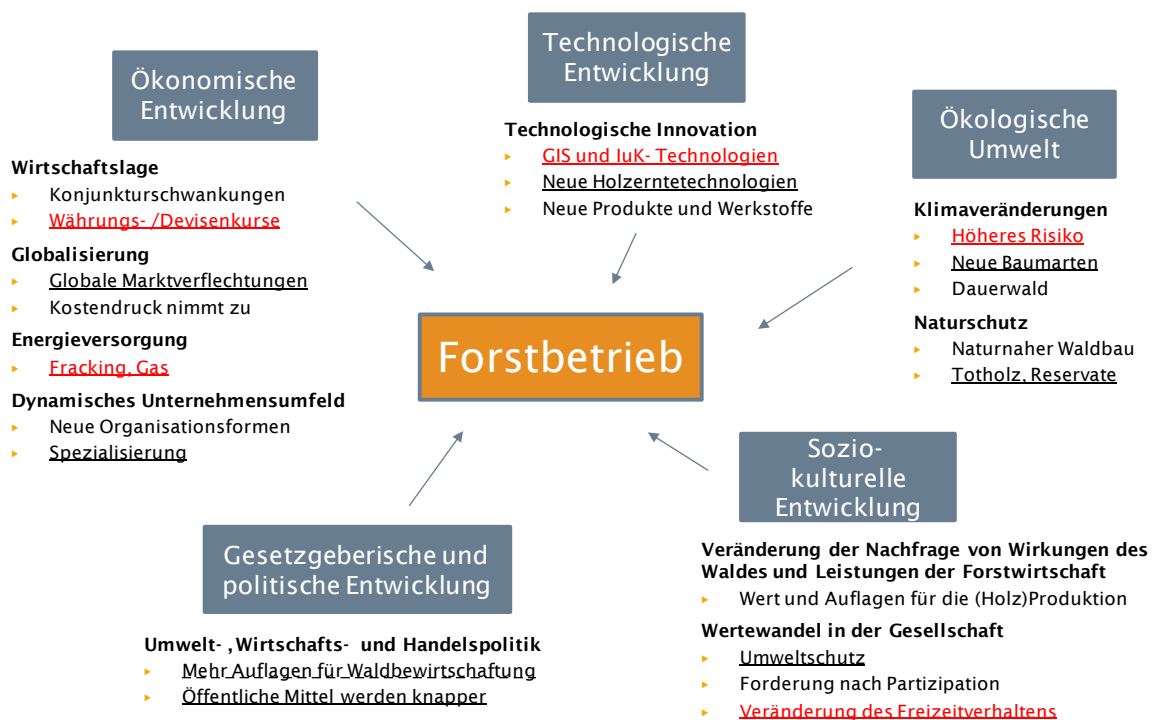 Ökonomische
Entwicklung
Wirtschaftslage
Konjunkturschwankungen
Währungs- /Devisenkurse
Globalisierung
Globale Marktverflechtungen
Kostendruck nimmt zu
Energieversorgung
Fracking, Gas
Dynamisches Unternehmensumfeld
Neue Organisationsformen
Spezialisierung
Technologische
Entwicklung
Technologische Innovation
GIS und IuK- Technologien
Neue Holzerntetechnologien
Neue Produkte und Werkstoffe
Ökologische
Umwelt
Klimaveränderungen
Höheres Risiko
Neue Baumarten
Dauerwald
Naturschutz
Naturnaher Waldbau
Totholz, Reservate
Forstbetrieb
Gesetzgeberische und
politische Entwicklung
Umwelt- , Wirtschafts- und Handelspolitik
Mehr Auflagen für Waldbewirtschaftung
Öffentliche Mittel werden knapper
Sozio-
kulturelle
Entwicklung
Veränderung der Nachfrage von Wirkungen des
Waldes und Leistungen der Forstwirtschaft
Wert und Auflagen für die (Holz)Produktion
Wertewandel in der Gesellschaft
Umweltschutz
Forderung nach Partizipation
Veränderung des Freizeitverhaltens